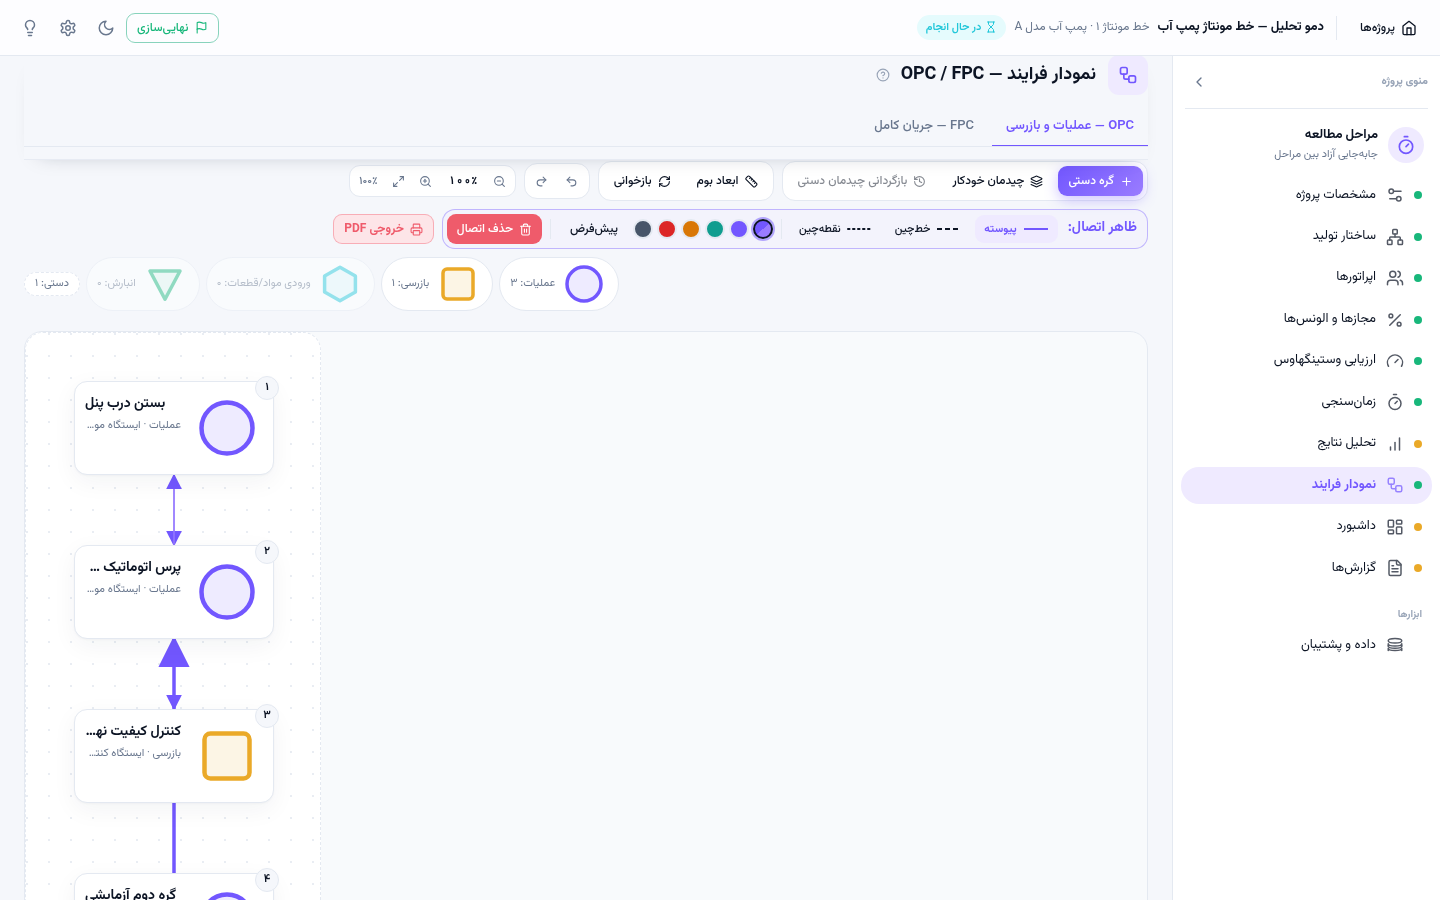 پروژه‌ها
دمو تحلیل — خط مونتاژ پمپ آب
خط مونتاژ ۱ · پمپ آب مدل A
در حال انجام
نهایی‌سازی
منوی پروژه
مراحل مطالعه
جابه‌جایی آزاد بین مراحل
مشخصات پروژه
ساختار تولید
اپراتورها
مجازها و الونس‌ها
ارزیابی وستینگهاوس
زمان‌سنجی
تحلیل نتایج
نمودار فرایند
داشبورد
گزارش‌ها
ابزارها
داده و پشتیبان
نمودار فرایند — OPC / FPC
OPC — عملیات و بازرسی
FPC — جریان کامل
گره دستی
چیدمان خودکار
بازگردانی چیدمان دستی
ابعاد بوم
بازخوانی
۱۰۰٪
۱۰۰٪
ظاهر اتصال:
پیوسته
خط‌چین
نقطه‌چین
پیش‌فرض
حذف اتصال
خروجی PDF
عملیات: ۳
بازرسی: ۱
ورودی مواد/قطعات: ۰
انبارش: ۰
دستی: ۱
۱
بستن درب پنل
عملیات · ایستگاه مو...
۲
پرس اتوماتیک ...
عملیات · ایستگاه مو...
۳
کنترل کیفیت نها...
بازرسی · ایستگاه کنت...
۴
گره دوم آزمایشی